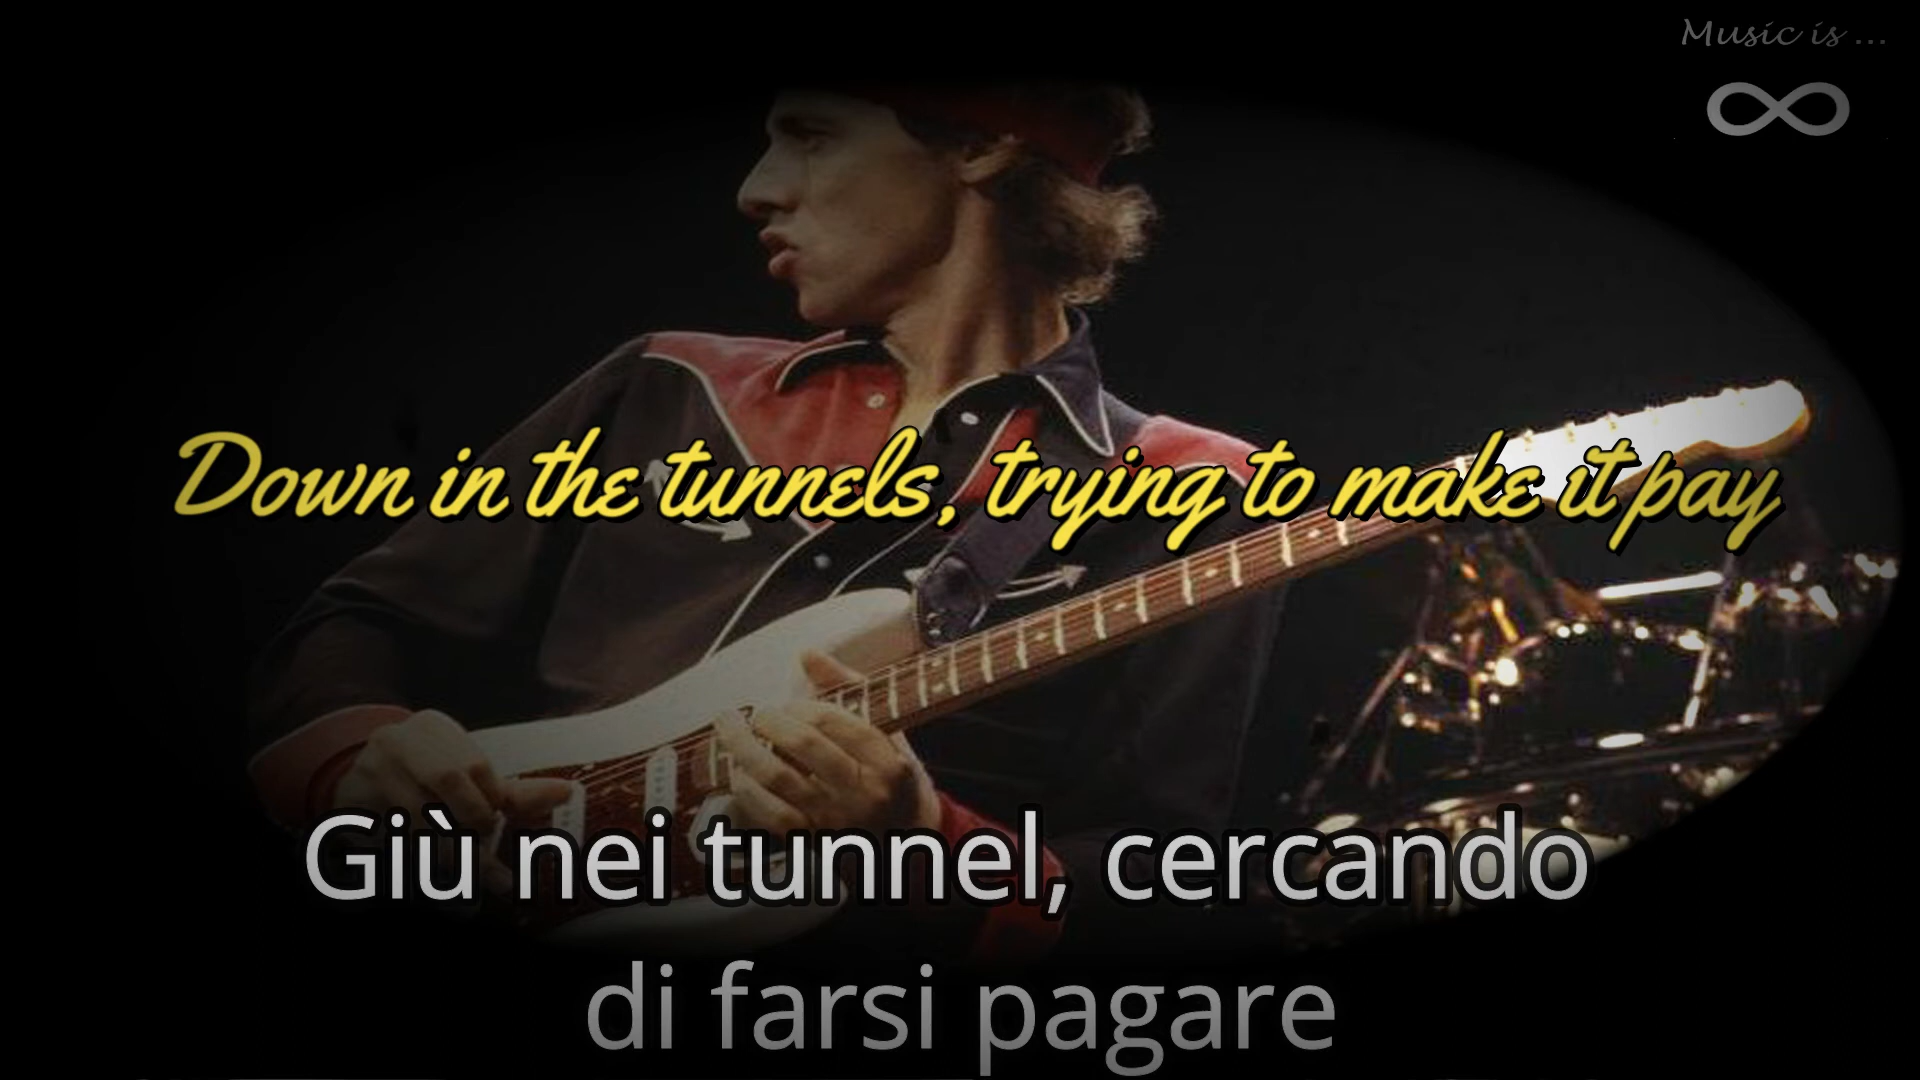 Music is ...
Down in the tunnels, trying to make it pay
Giù nei tunnel, cercando
di farsi pagare